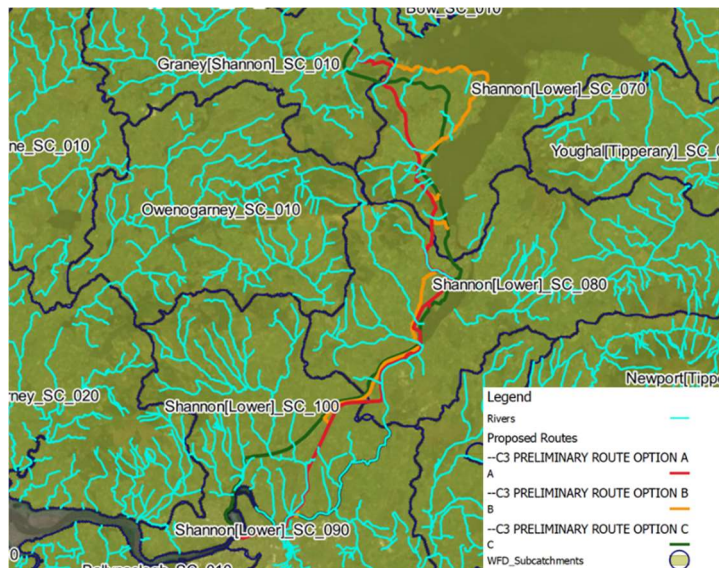 Bow_SC_010
Graney[Shannon]_SC_010
Shannon[Lower]_SC_070
ne_SC_010
Youghal[Tipperary]_SC_0
Owenogarney_SC_010
Shannon[Lower]_SC_080
Newport[Tippe
rney_SC_020
Shannon[Lower]_SC_100
Shannon[Lower]_SC_090
0
Legend
Rivers
Proposed Routes
--C3 PRELIMINARY ROUTE OPTION A
A
--C3 PRELIMINARY ROUTE OPTION B
B
--C3 PRELIMINARY ROUTE OPTION C
C
WFD_Subcatchments